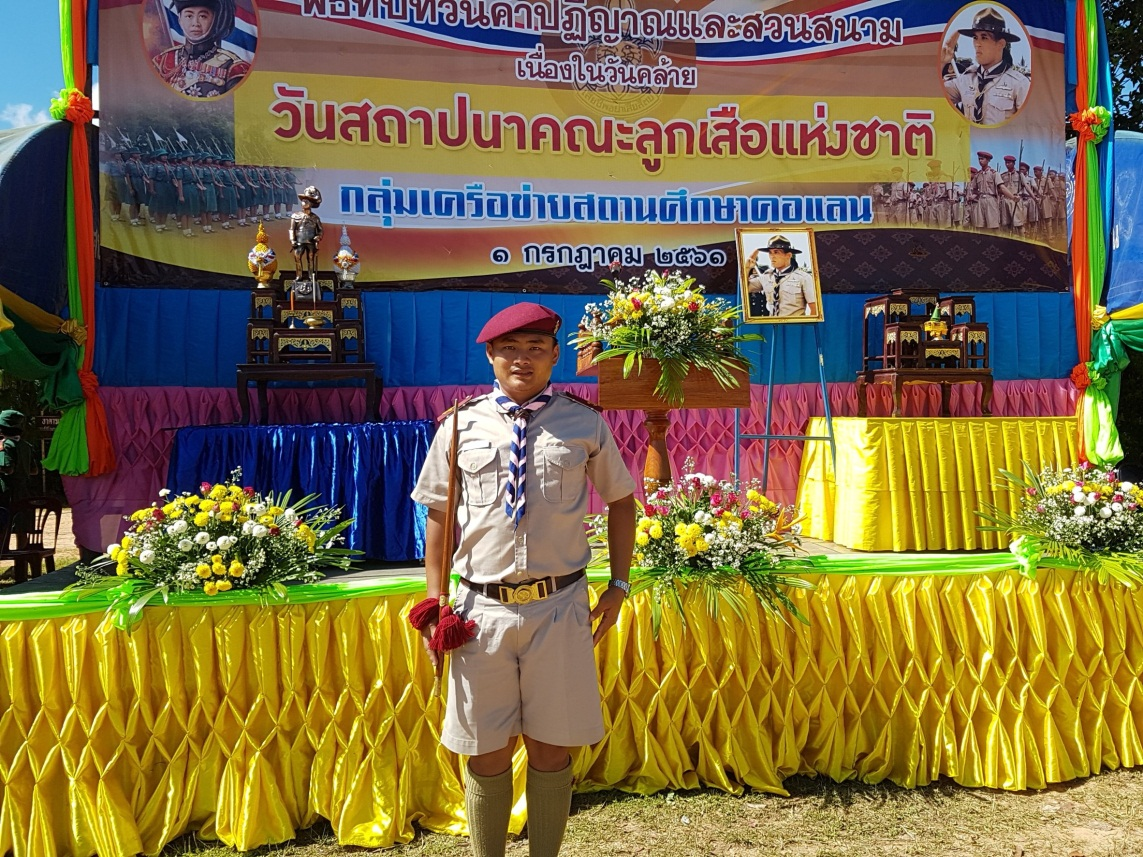 พิธีทบทวนคำปฏิญาณและสวนสนาม
เนื่องในวันคล้าย
วันสถาปนาคณะลูกเสือแห่งชาติ
กลุ่มเครือข่ายสถานศึกษาคอแลน
๑ กรกฎาคม ๒๕๖๑